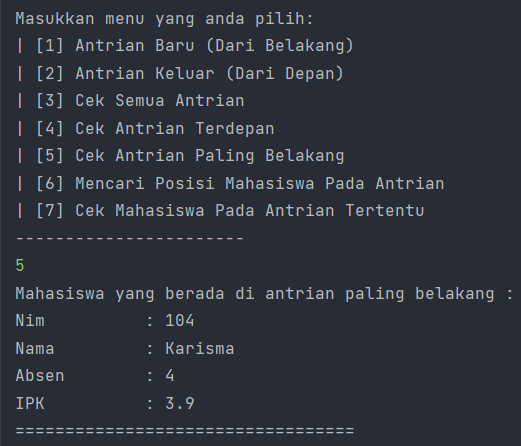 Masukkan menu yang anda pilih:
| [1] Antrian Baru (Dari Belakang)
| [2] Antrian Keluar (Dari Depan)
| [3] Cek Semua Antrian
| [4] Cek Antrian Terdepan
| [5] Cek Antrian Paling Belakang
| [6] Mencari Posisi Mahasiswa Pada Antrian
| [7] Cek Mahasiswa Pada Antrian Tertentu
-----------------------
5
Mahasiswa yang berada di antrian paling belakang :
Nim          : 104
Nama         : Karisma
Absen        : 4
IPK          : 3.9
==================================